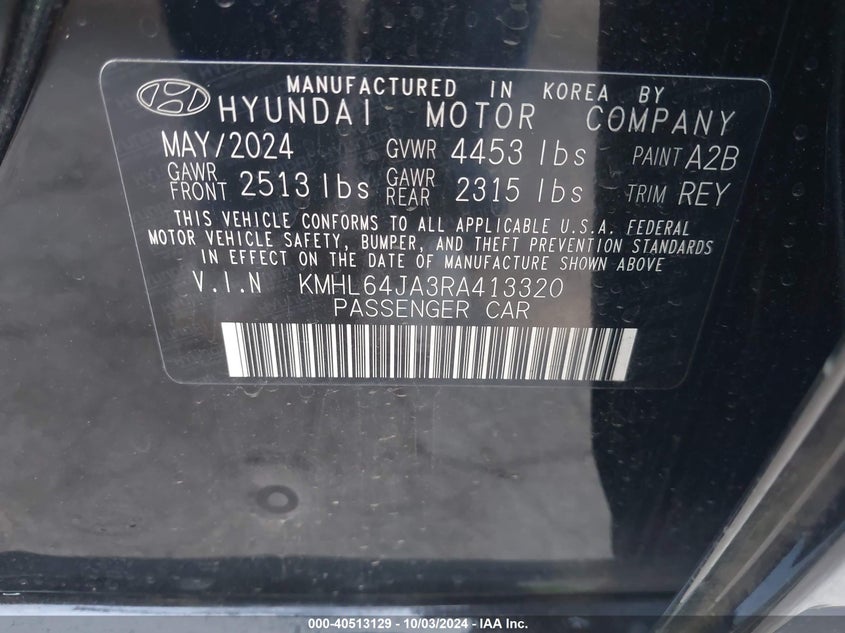 MANUFACTURED IN KOREA BY
HYUNDAI MOTOR COMPANY
MAY/2024 GVWR 4453 lbs PAINT A2B
GAWR FRONT 2513 lbs GAWR REAR 2315 lbs TRIM REY
THIS VEHICLE CONFORMS TO ALL APPLICABLE U.S.A. FEDERAL
MOTOR VEHICLE SAFETY, BUMPER, AND THEFT PREVENTION STANDARDS
IN EFFECT ON THE DATE OF MANUFACTURE SHOWN ABOVE
V.I.N KMHL64JA3RA413320
PASSENGER CAR
000-40513129 - 10/03/2024 - IAA Inc.